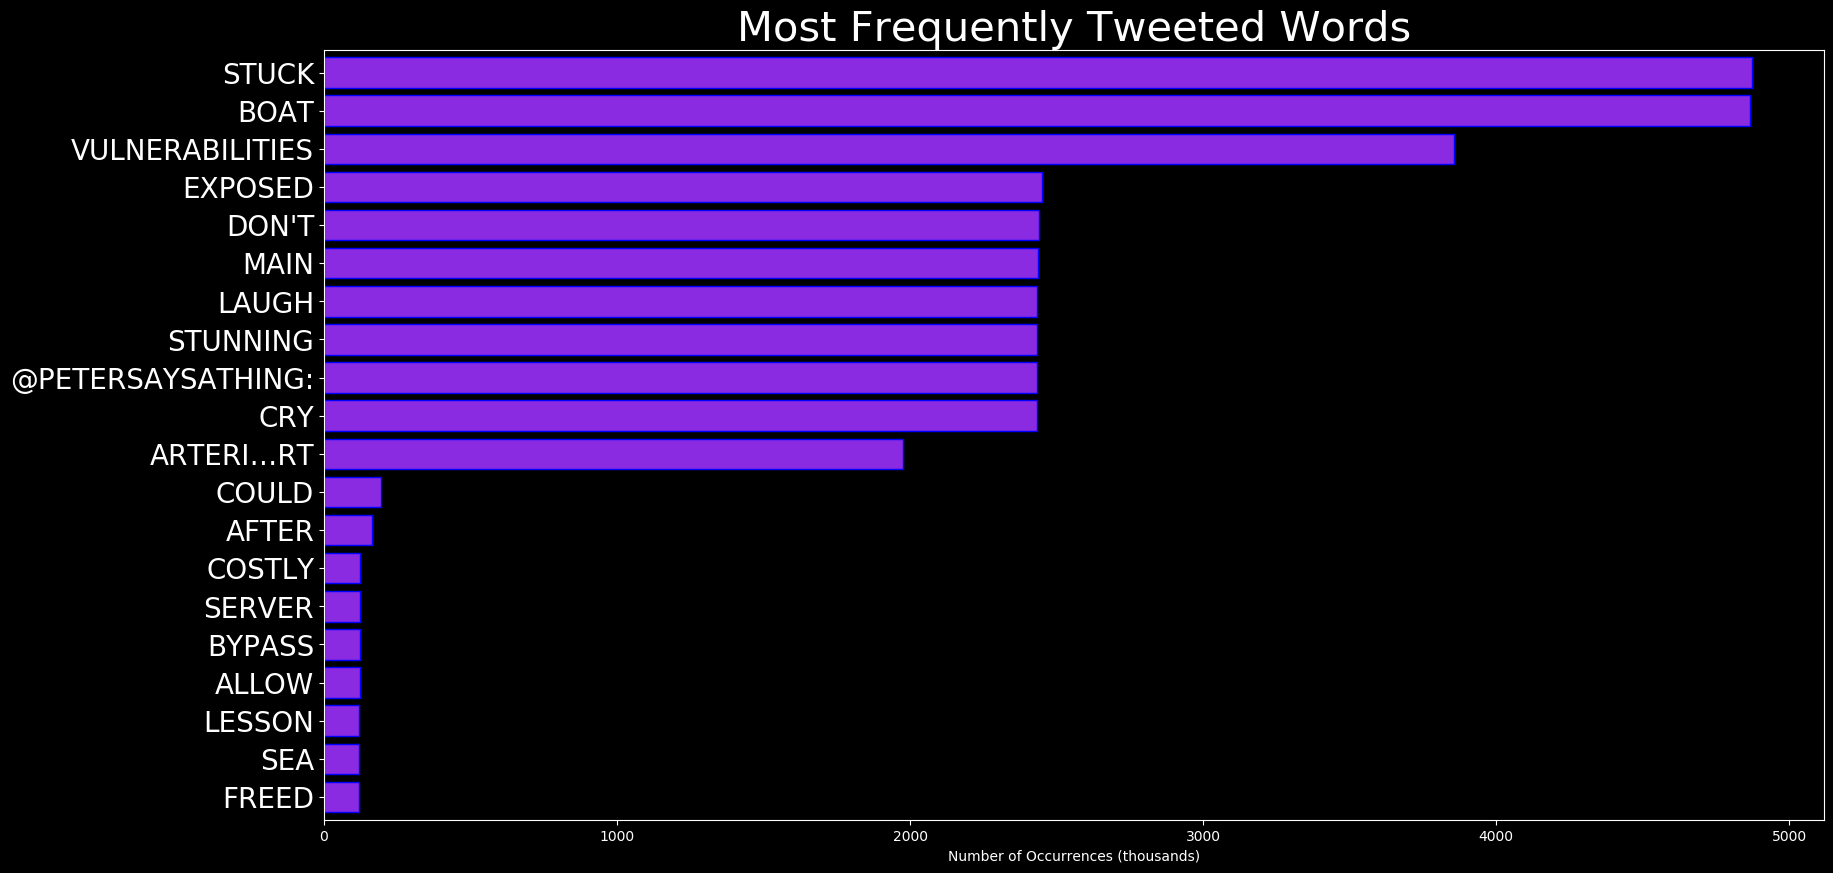 Most Frequently Tweeted Words
STUCK
BOAT
VULNERABILITIES
EXPOSED
DON'T
MAIN
LAUGH
STUNNING
@PETERSAYSATHING:
CRY
ARTERI…RT
COULD
AFTER
COSTLY
SERVER
BYPASS
ALLOW
LESSON
SEA
FREED
0 1000 2000 3000 4000 5000
Number of Occurrences (thousands)